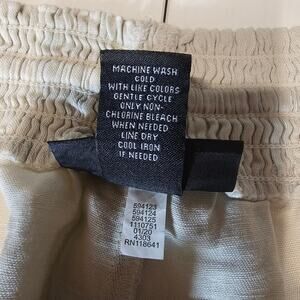 MACHINE WASH
COLD
WITH LIKE COLORS
GENTLE CYCLE
ONLY NON-
CHLORINE BLEACH
WHEN NEEDED
LINE DRY
COOL IRON
IF NEEDED
594123
594124
594125
1110751
01/20
4303
RN118641